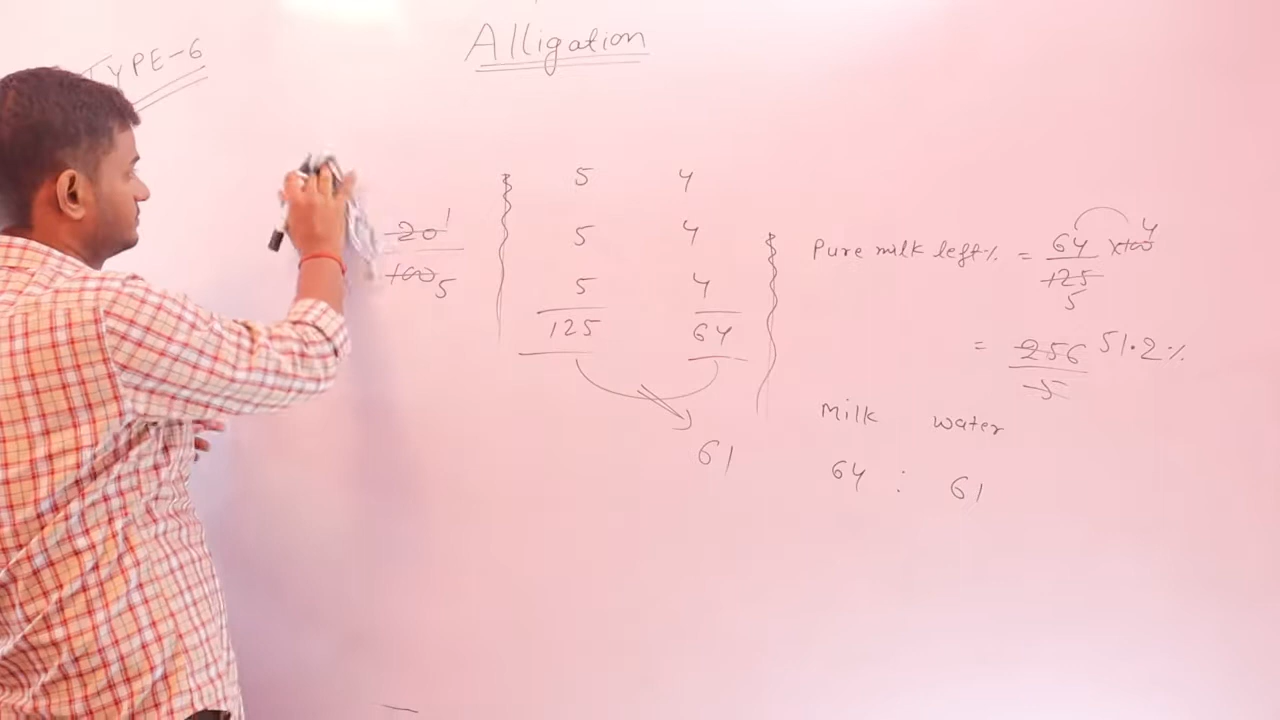 Alligation
TYPE-6
20 1
100 5
5 4
5 4
5 4
125 64
61
Pure milk left% = 64 ×100 4
125
5
= 256 51.2%
5
Milk water
64 : 61